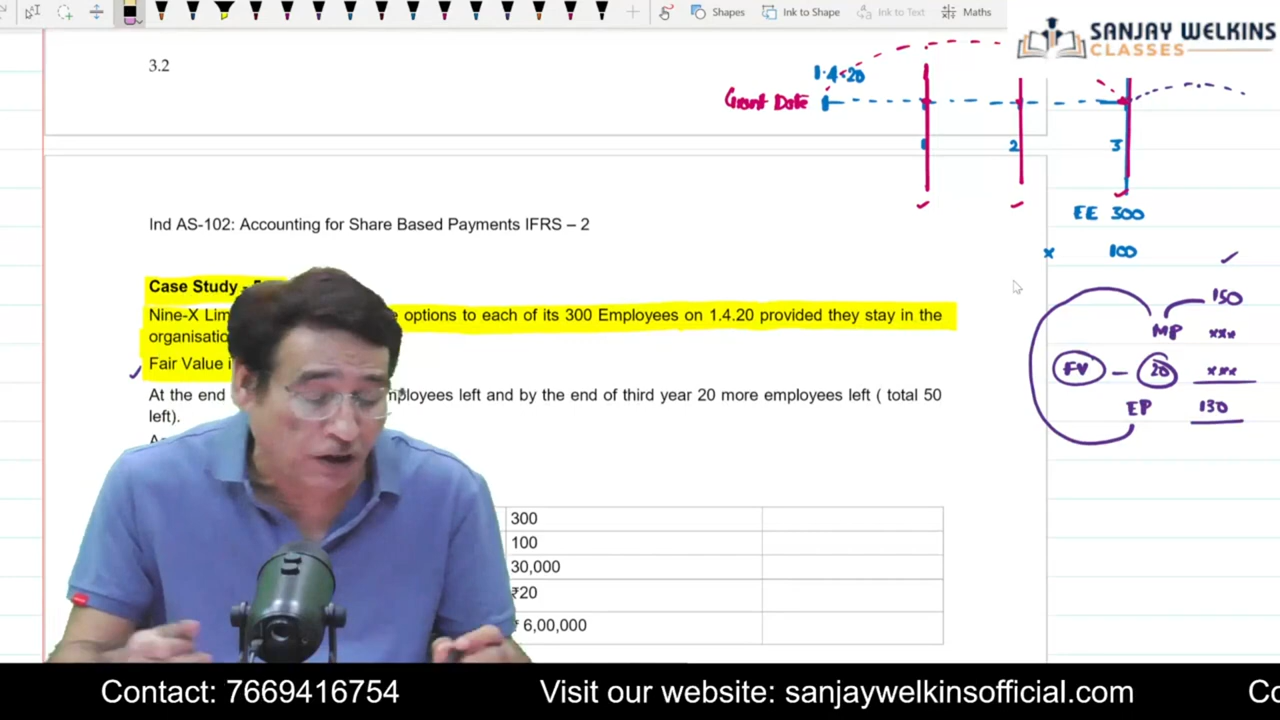 Shapes Ink to Shape Ink to Text Maths
SANJAY WELKINS
CLASSES
3.2
1.4.20
Grant Date
1 2 3
EE 300
× 100
Ind AS-102: Accounting for Share Based Payments IFRS – 2
Case Study -
Nine-X options to each of its 300 Employees on 1.4.20 provided they stay in the
Fair Value
At the end employees left and by the end of third year 20 more employees left ( total 50
left).
150
MP ×××
FV – 20 ×××
EP 130
300
100
30,000
₹20
₹ 6,00,000
Contact: 7669416754 Visit our website: sanjaywelkinsofficial.com